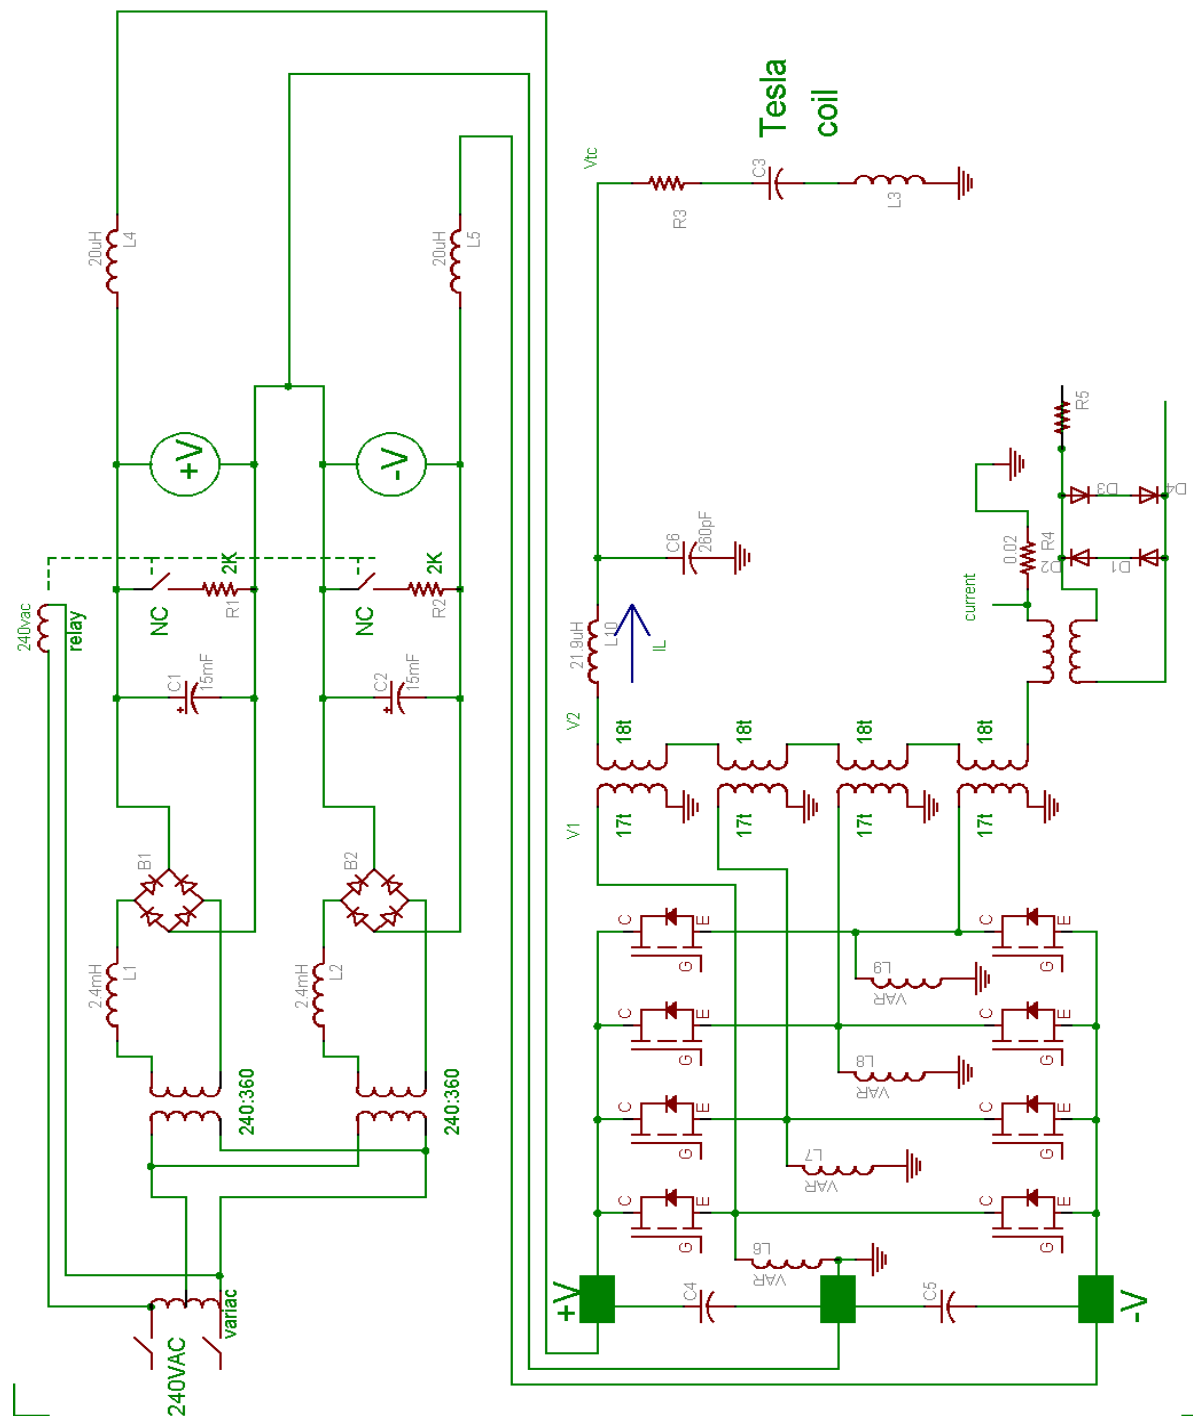 Tesla
coil
Vtc
C3
R3
L3
20uH
L4
20uH
L5
+V
-V
R5
D3
D4
C6
260pF
0.02
R4
D2
D1
2K
R1
NC
2K
R2
NC
240vac
relay
current
21.9uH
L10
IL
C1
15mF
+
C2
15mF
+
V2
18t
18t
18t
18t
V1
17t
17t
17t
17t
B1
B2
2.4mH
L1
2.4mH
L2
C
E
G
C
E
G
L9
VAR
C
E
G
C
E
G
L8
VAR
C
E
G
C
E
G
L7
VAR
C
E
G
C
E
G
L6
VAR
240:360
240:360
+V
C4
C5
-V
variac
240VAC